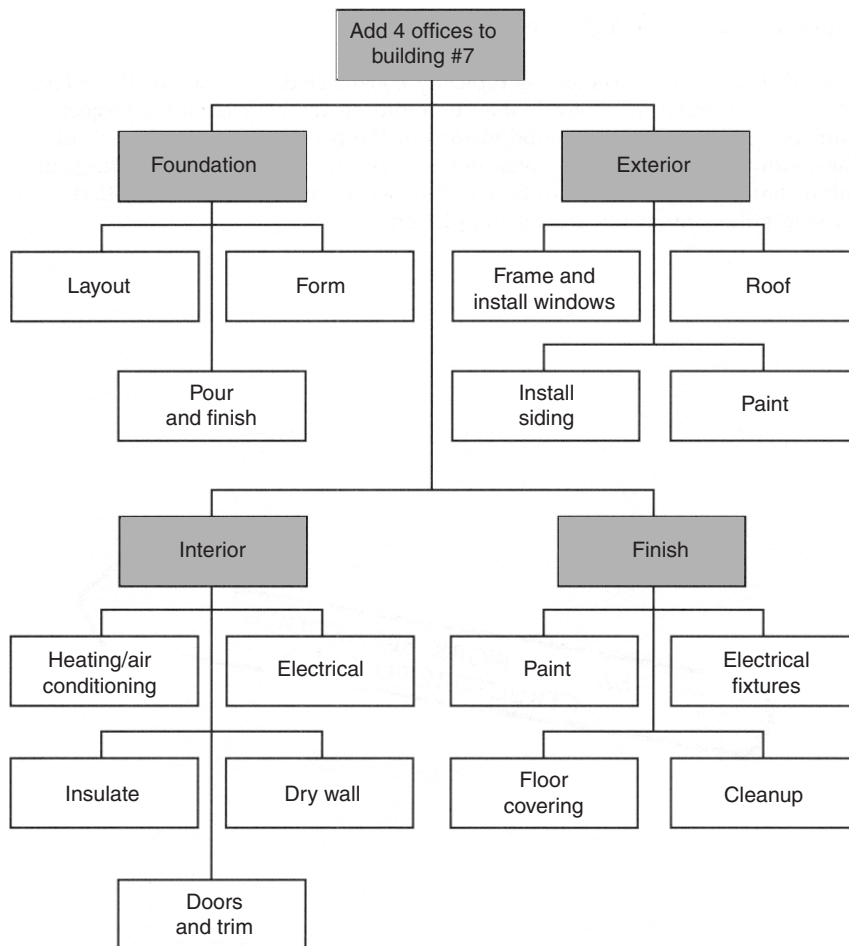 Add 4 offices to
building #7
Foundation
Exterior
Layout
Form
Frame and
install windows
Roof
Pour
and finish
Install
siding
Paint
Interior
Finish
Heating/air
conditioning
Electrical
Paint
Electrical
fixtures
Insulate
Dry wall
Floor
covering
Cleanup
Doors
and trim